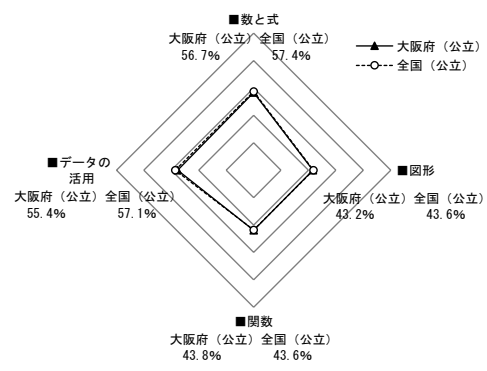 ■数と式
大阪府（公立）全国（公立）
56.7% 57.4%
大阪府（公立）
全国（公立）
■データの
活用
大阪府（公立）全国（公立）
55.4% 57.1%
■図形
大阪府（公立）全国（公立）
43.2% 43.6%
■関数
大阪府（公立）全国（公立）
43.8% 43.6%